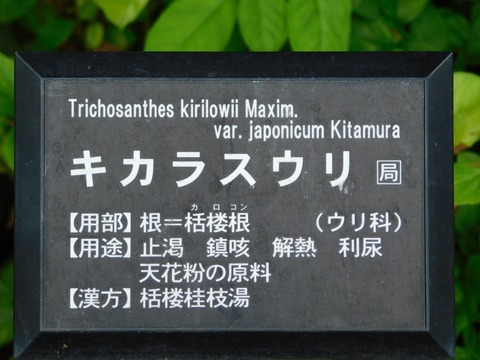 Trichosanthes kirilowii Maxim.
var. japonicum Kitamura
キカラスウリ 局
カロコン
【用部】根＝栝楼根 （ウリ科）
【用途】止渇 鎮咳 解熱 利尿
天花粉の原料
【漢方】栝楼桂枝湯